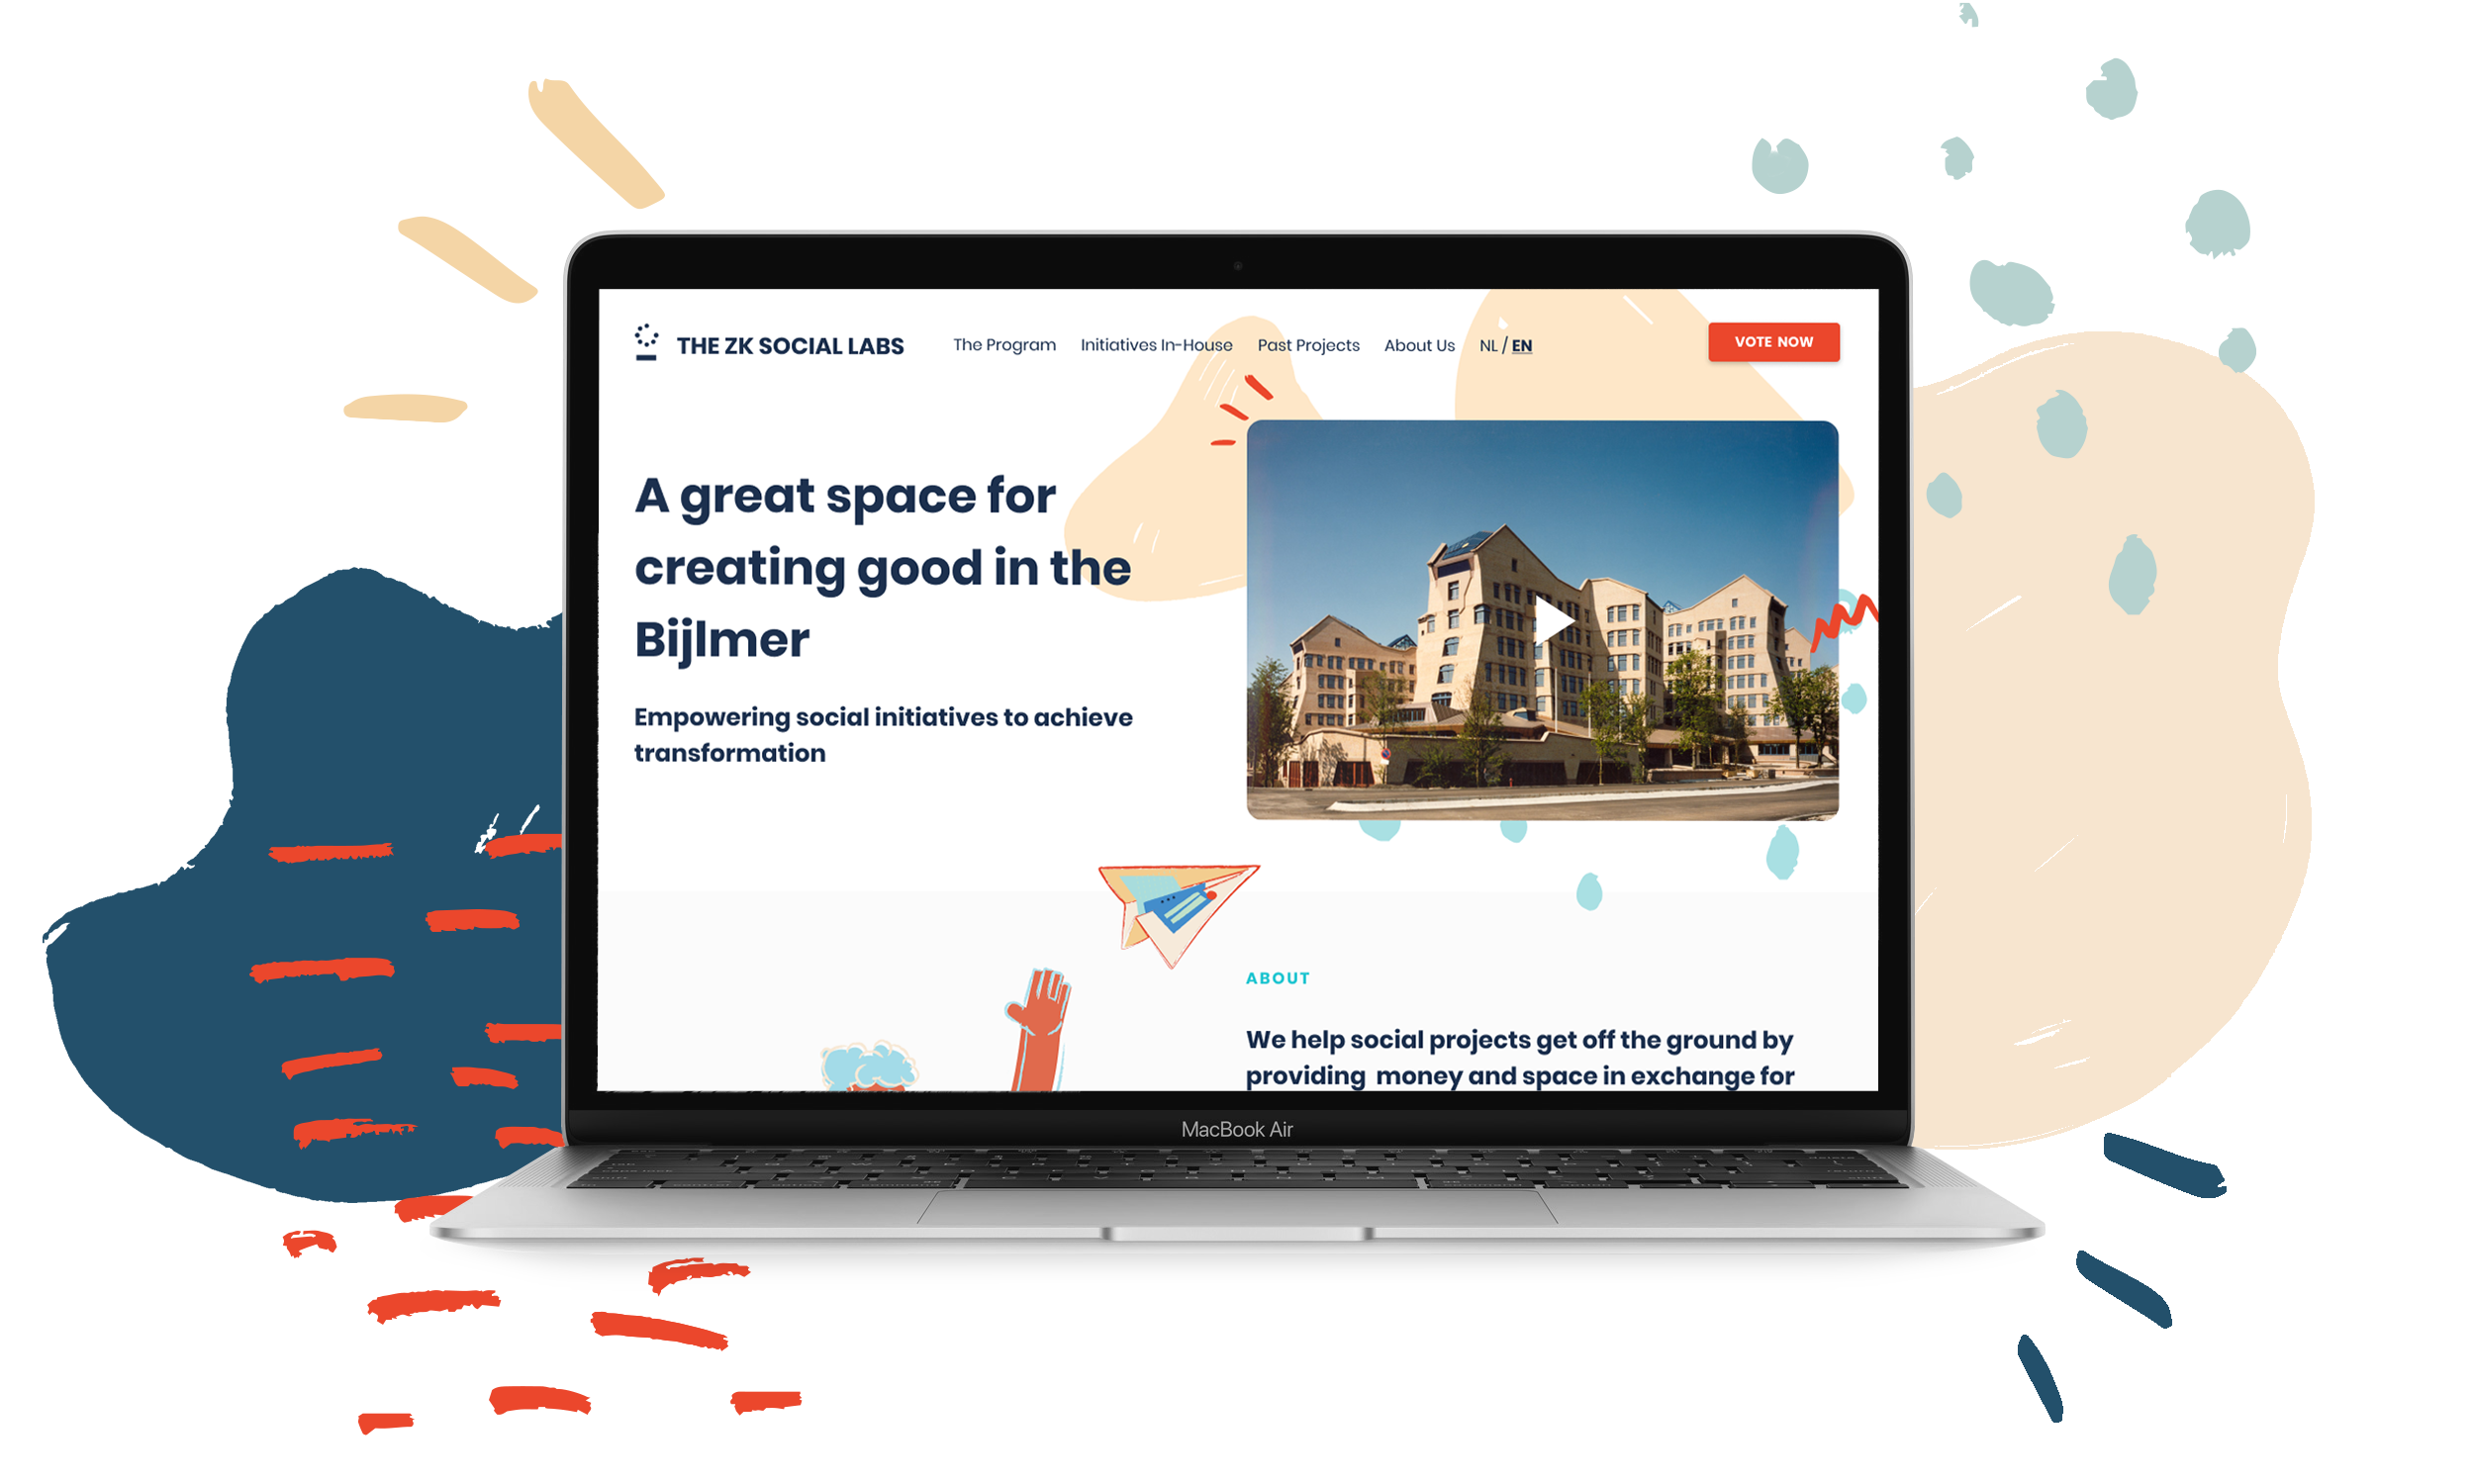 THE ZK SOCIAL LABS
The Program
Initiatives In-House
Past Projects
About Us
NL / EN
VOTE NOW
A great space for
creating good in the
Bijlmer
Empowering social initiatives to achieve
transformation
ABOUT
We help social projects get off the ground by
providing money and space in exchange for
MacBook Air